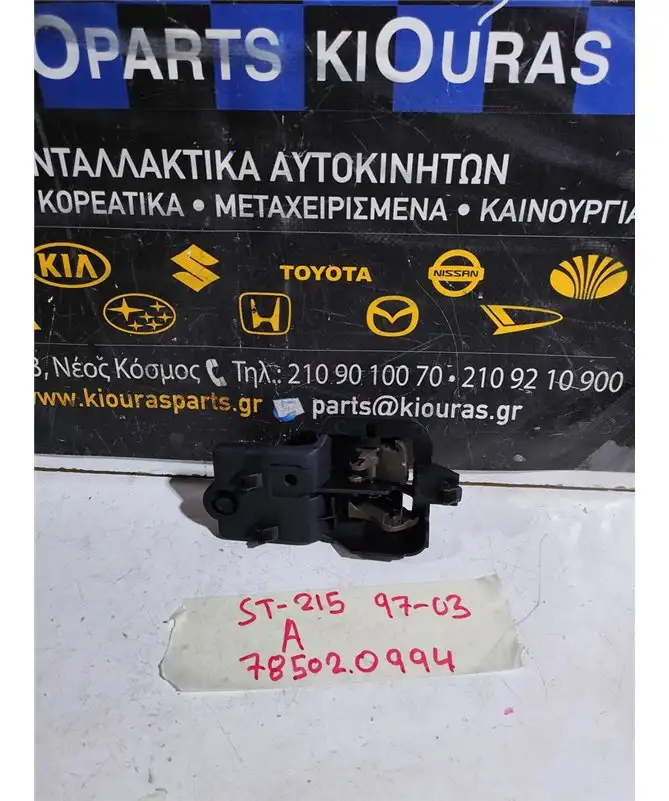 OPARTS KIOURAS
ΝΤΑΛΛΑΚΤΙΚΑ ΑΥΤΟΚΙΝΗΤΩΝ
ΚΟΡΕΑΤΙΚΑ • ΜΕΤΑΧΕΙΡΙΣΜΕΝΑ • ΚΑΙΝΟΥΡΓΙΑ
KIA TOYOTA NISSAN
3, Νέος Κόσμος Τηλ.: 210 90 100 70 • 210 92 10 900
www.kiourasparts.gr parts@kiouras.gr
ST-215 97-03
A
78502.0994